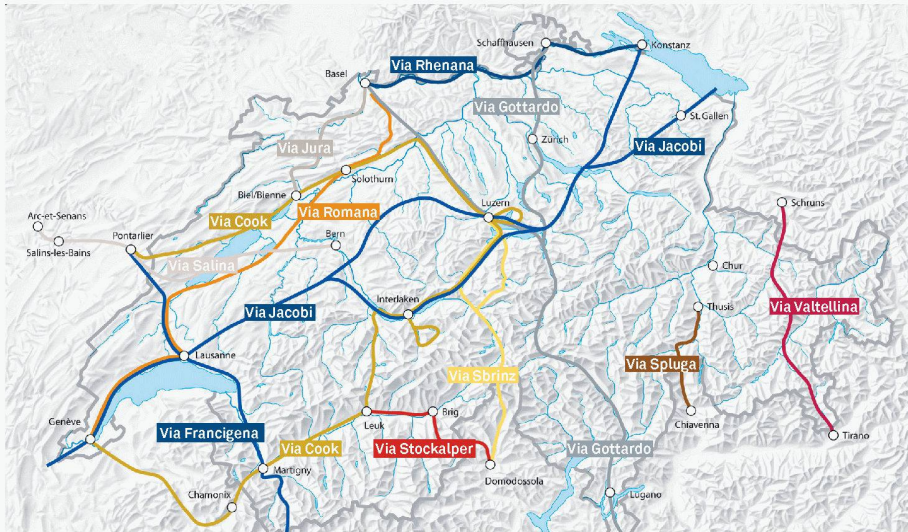 Schaffhausen
Konstanz
Via Rhenana
Basel
Via Gottardo
St. Gallen
Zürich
Via Jura
Via Jacobi
Solothurn
Biel/Bienne
Schruns
Luzern
Arc-et-Senans
Via Cook
Via Romana
Pontarlier
Bern
Salins-les-Bains
Via Salina
Chur
Interlaken
Thusis
Via Valtellina
Via Jacobi
Lausanne
Via Spluga
Via Sbrinz
Genève
Leuk
Brig
Chiavenna
Via Francigena
Via Cook
Via Stockalper
Via Gottardo
Tirano
Martigny
Domodossola
Chamonix
Lugano